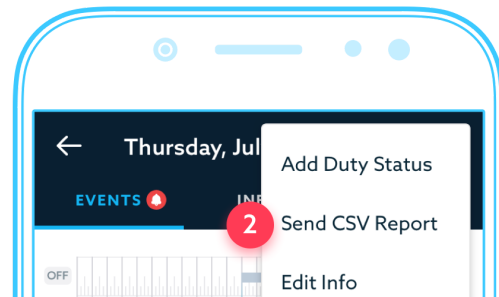 Thursday, Jul
Add Duty Status
EVENTS
2
Send CSV Report
OFF
Edit Info